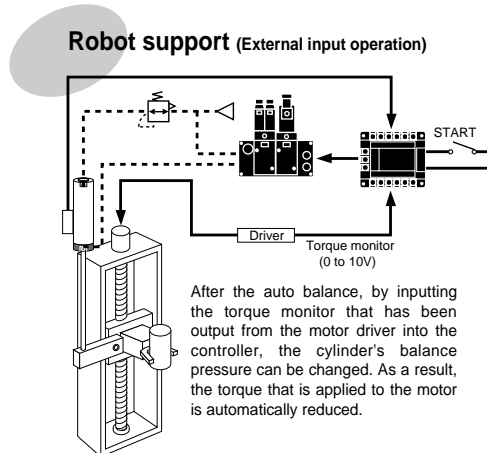 Robot support (External input operation)
START
Driver
Torque monitor
(0 to 10V)
After the auto balance, by inputting
the torque monitor that has been
output from the motor driver into the
controller, the cylinder's balance
pressure can be changed. As a result,
the torque that is applied to the motor
is automatically reduced.